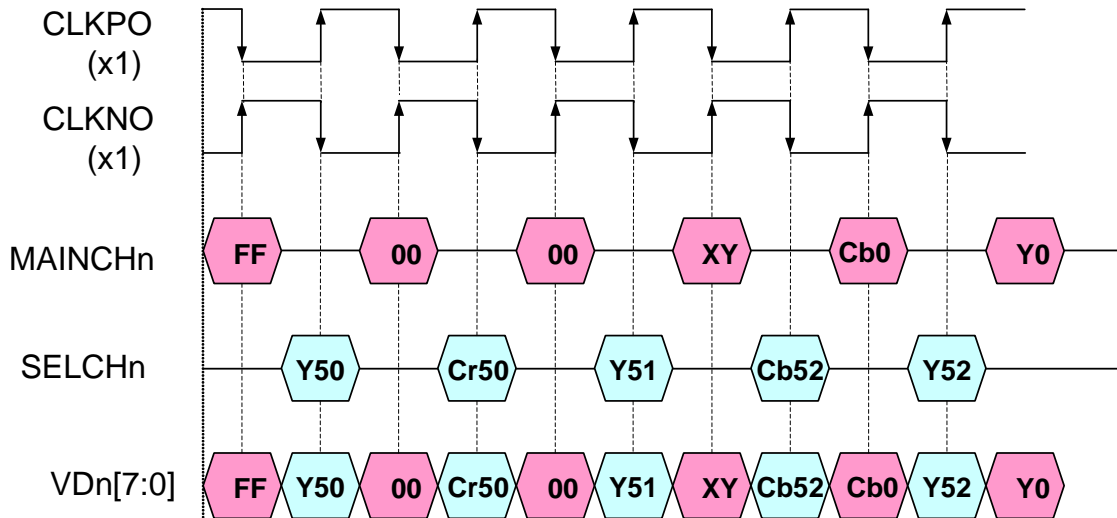 CLKPO
(x1)
CLKNO
(x1)
MAINCHn FF 00 00 XY Cb0 Y0
SELCHn Y50 Cr50 Y51 Cb52 Y52
VDn[7:0] FF Y50 00 Cr50 00 Y51 XY Cb52 Cb0 Y52 Y0